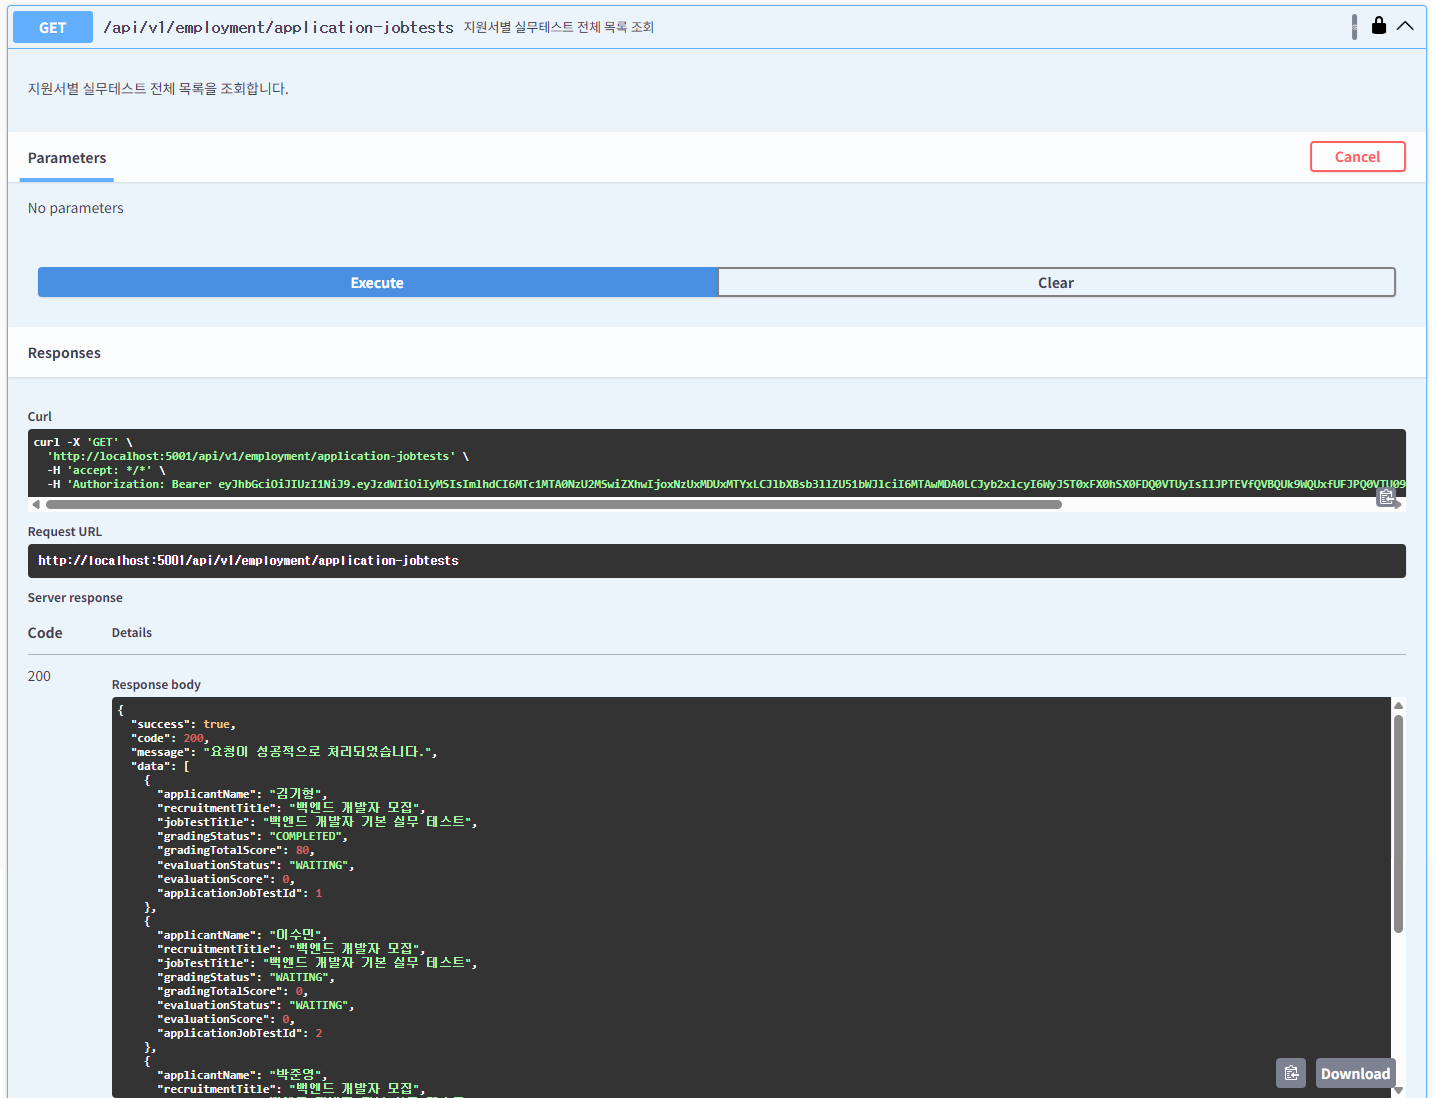 GET /api/v1/employment/application-jobtests 지원서별 실무테스트 전체 목록 조회
지원서별 실무테스트 전체 목록을 조회합니다.
Parameters
Cancel
No parameters
Execute
Clear
Responses
Curl
curl -X 'GET' \
'http://localhost:5001/api/v1/employment/application-jobtests' \
-H 'accept: */*' \
Request URL
http://localhost:5001/api/v1/employment/application-jobtests
Server response
Code Details
200
Response body
{
"success": true,
"code": 200,
"message": "요청이 성공적으로 처리되었습니다.",
"data": [
{
"applicantName": "김기형",
"recruitmentTitle": "백엔드 개발자 모집",
"jobTestTitle": "백엔드 개발자 기본 실무 테스트",
"gradingStatus": "COMPLETED",
"gradingTotalScore": 80,
"evaluationStatus": "WAITING",
"evaluationScore": 0,
"applicationJobTestId": 1
},
{
"applicantName": "이수민",
"recruitmentTitle": "백엔드 개발자 모집",
"jobTestTitle": "백엔드 개발자 기본 실무 테스트",
"gradingStatus": "WAITING",
"gradingTotalScore": 0,
"evaluationStatus": "WAITING",
"evaluationScore": 0,
"applicationJobTestId": 2
},
{
"applicantName": "박준영",
"recruitmentTitle": "백엔드 개발자 모집",
Download